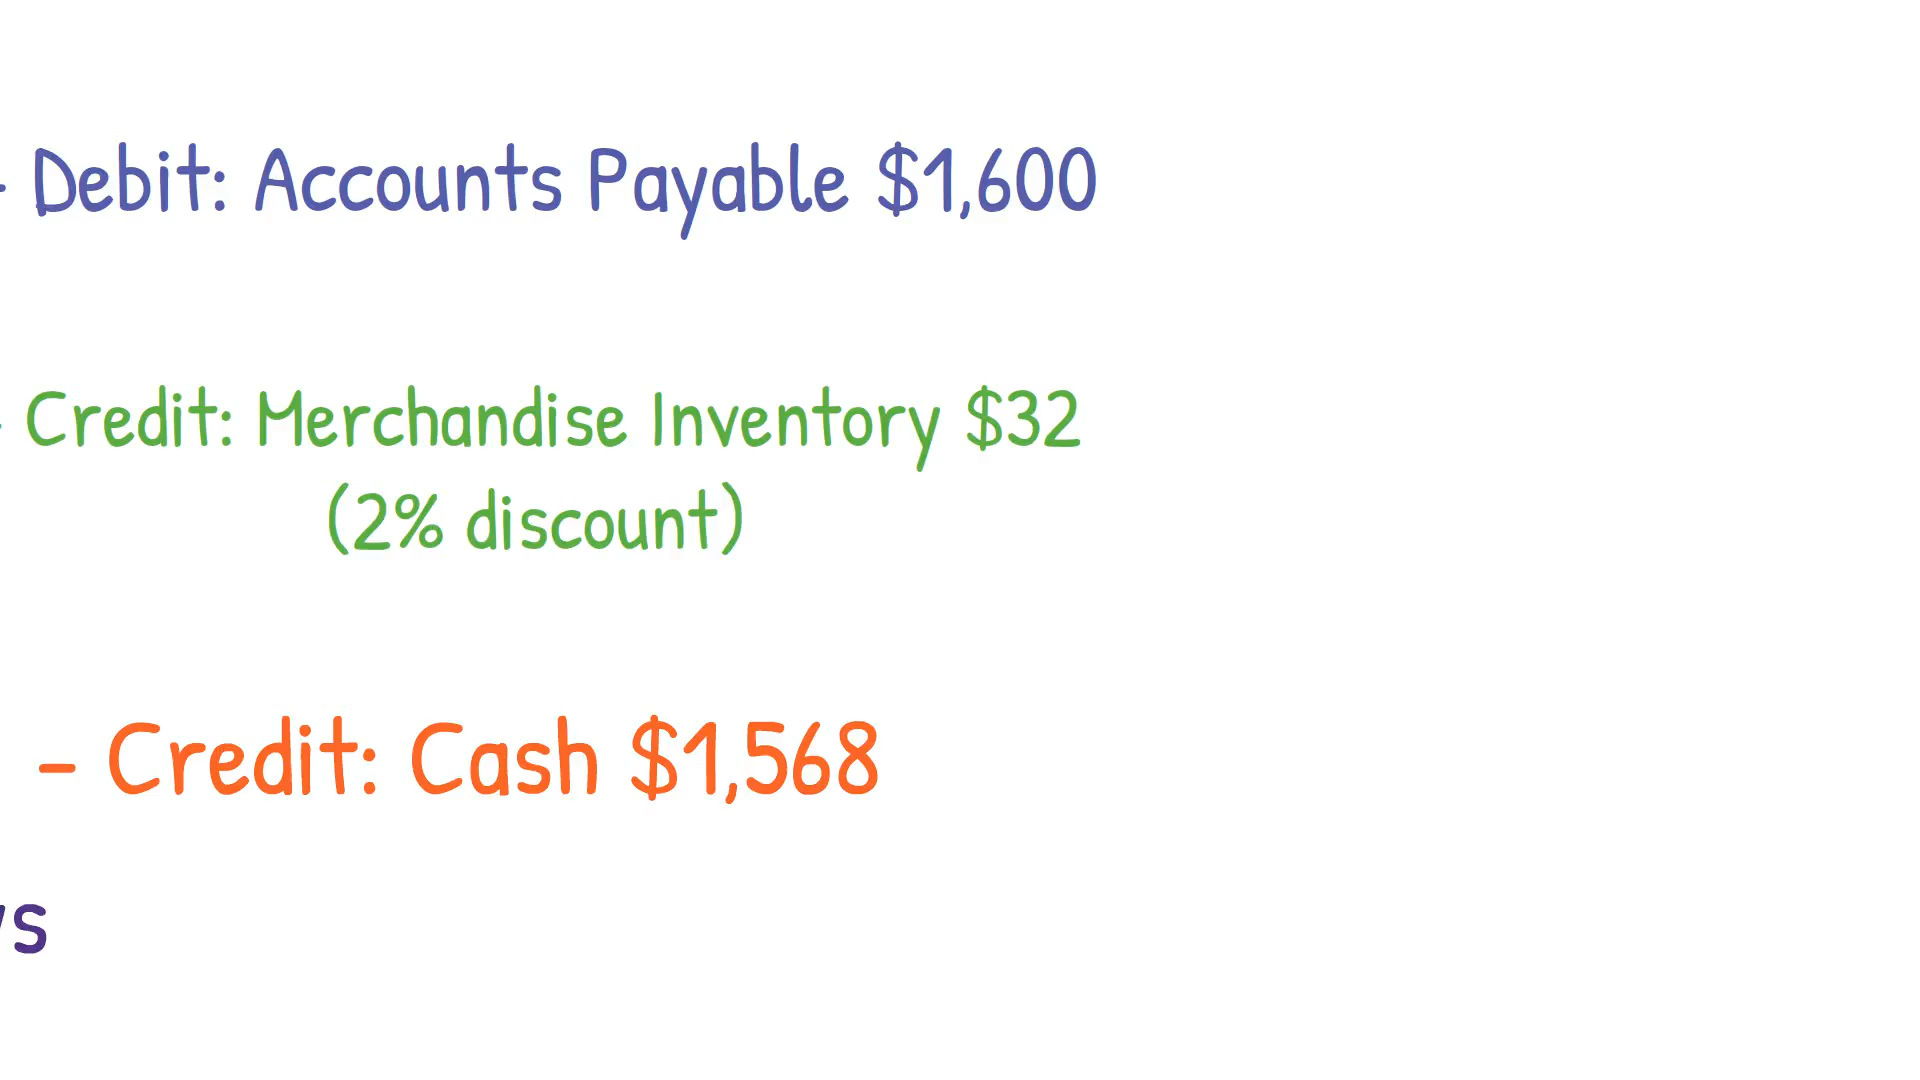 - Debit: Accounts Payable $1,600
- Credit: Merchandise Inventory $32
(2% discount)
- Credit: Cash $1,568